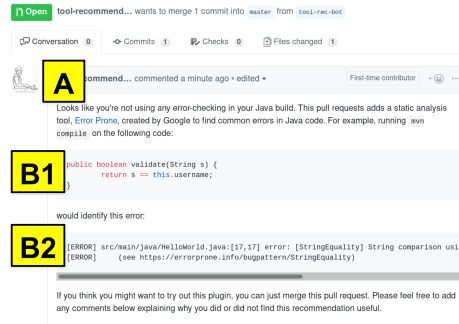 Open tool-recommend... wants to merge 1 commit into master from tool-rec-bot
Conversation 0 Commits 1 Checks 0 Files changed 1
A
commend... commented a minute ago • edited First-time contributor
Looks like you're not using any error-checking in your Java build. This pull requests adds a static analysis
tool, Error Prone, created by Google to find common errors in Java code. For example, running mvn
compile on the following code:
B1
public boolean validate(String s) {
return s == this.username;
}
would identify this error:
B2
[ERROR] src/main/java/HelloWorld.java:[17,17] error: [StringEquality] String comparison usi
[ERROR] (see https://errorprone.info/bugpattern/StringEquality)
If you think you might want to try out this plugin, you can just merge this pull request. Please feel free to add
any comments below explaining why you did or did not find this recommendation useful.